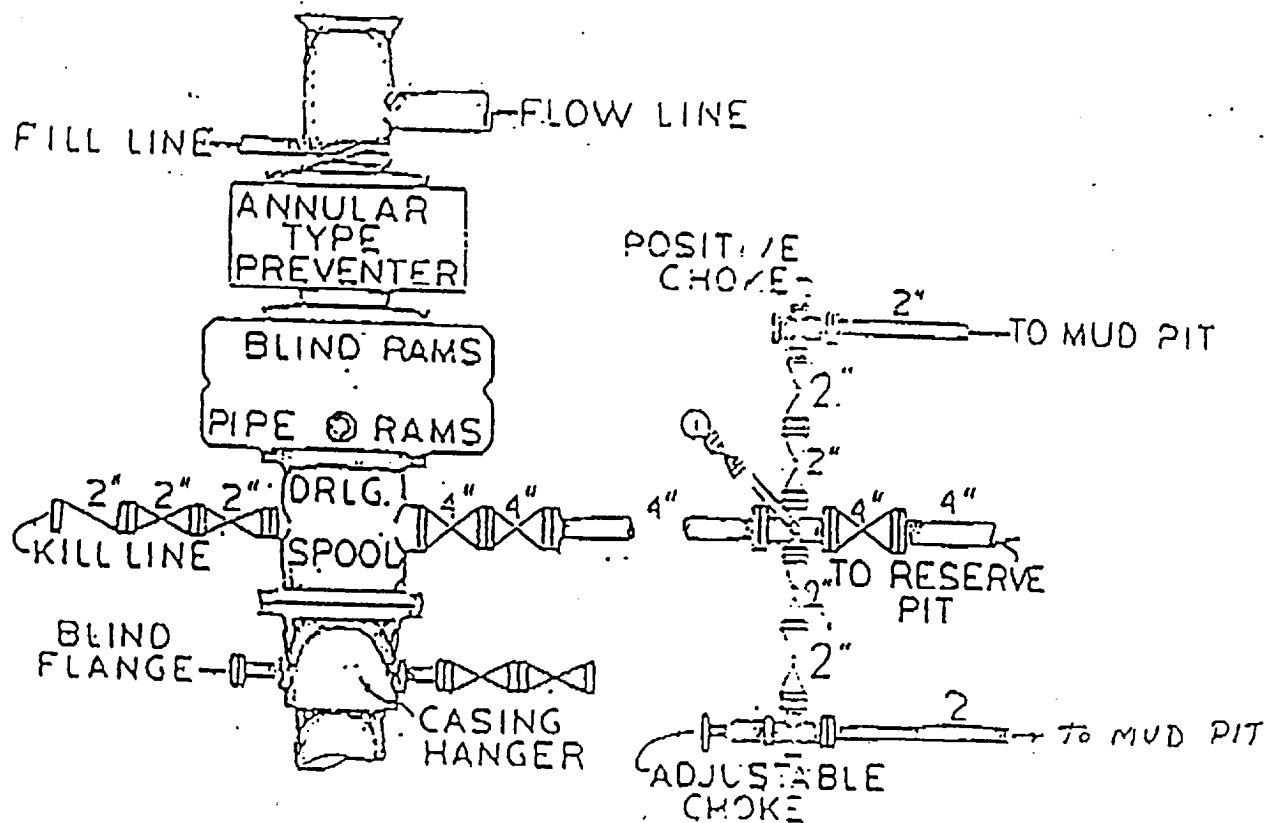 FLOW LINE
FILL LINE
ANNULAR
TYPE
PREVENTER
BLIND RAMS
PIPE RAMS
2" 2" 2"
DRLG.
SPOOL
4" 4"
4"
KILL LINE
BLIND
FLANGE
CASING
HANGER
POSITIVE
CHOKE
2"
TO MUD PIT
2"
2"
4" 4"
TO RESERVE
PIT
2"
2"
2
TO MUD PIT
ADJUSTABLE
CHOKE